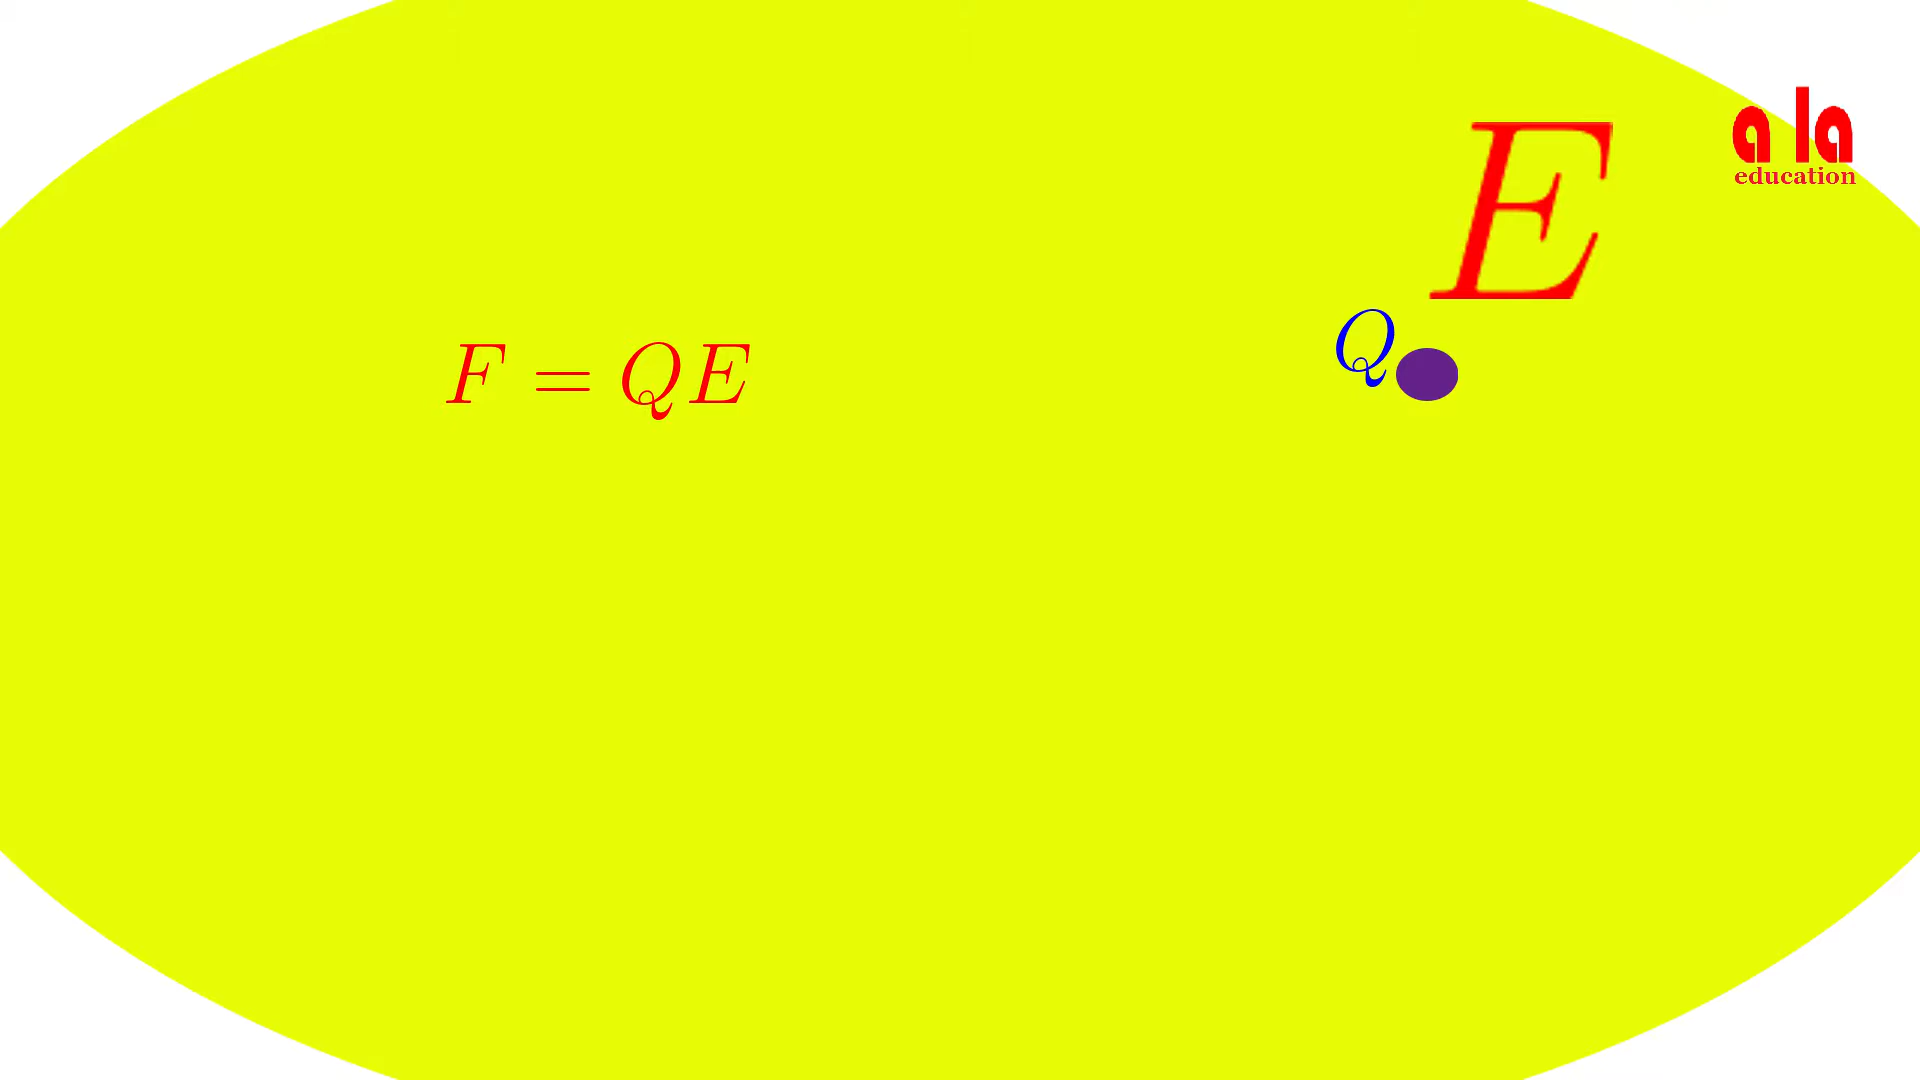 E
a la
education
Q
F = QE